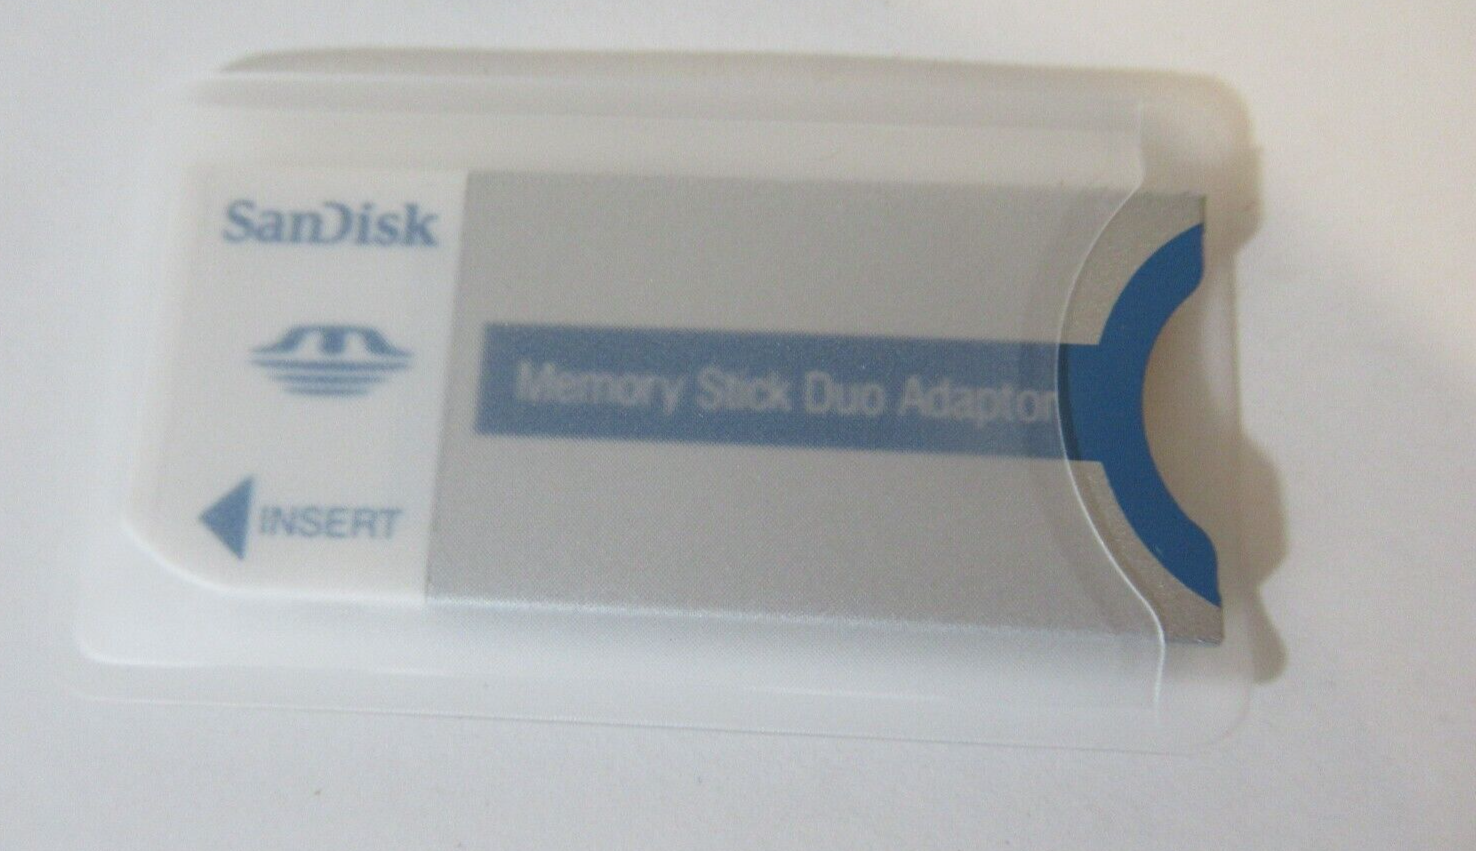 SanDisk
Memory Stick Duo Adaptor
INSERT